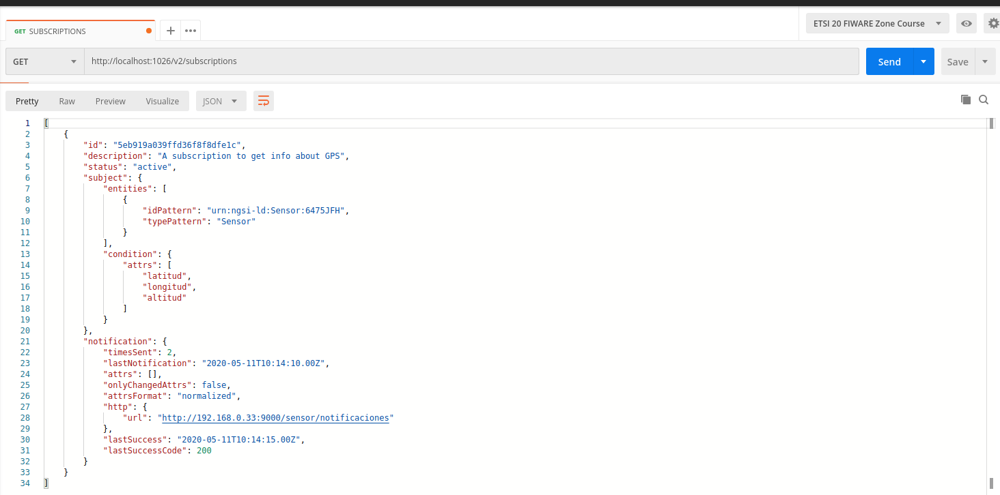 GET SUBSCRIPTIONS
ETSI 20 FIWARE Zone Course
GET http://localhost:1026/v2/subscriptions Send Save
Pretty Raw Preview Visualize JSON
1 [
2 {
3 "id": "5eb919a039ffd36f8f8dfe1c",
4 "description": "A subscription to get info about GPS",
5 "status": "active",
6 "subject": {
7 "entities": [
8 {
9 "idPattern": "urn:ngsi-ld:Sensor:6475JFH",
10 "typePattern": "Sensor"
11 }
12 ],
13 "condition": {
14 "attrs": [
15 "latitud",
16 "longitud",
17 "altitud"
18 ]
19 }
20 },
21 "notification": {
22 "timesSent": 2,
23 "lastNotification": "2020-05-11T10:14:10.00Z",
24 "attrs": [],
25 "onlyChangedAttrs": false,
26 "attrsFormat": "normalized",
27 "http": {
28 "url": "http://192.168.0.33:9000/sensor/notificaciones"
29 },
30 "lastSuccess": "2020-05-11T10:14:15.00Z",
31 "lastSuccessCode": 200
32 }
33 }
34 ]